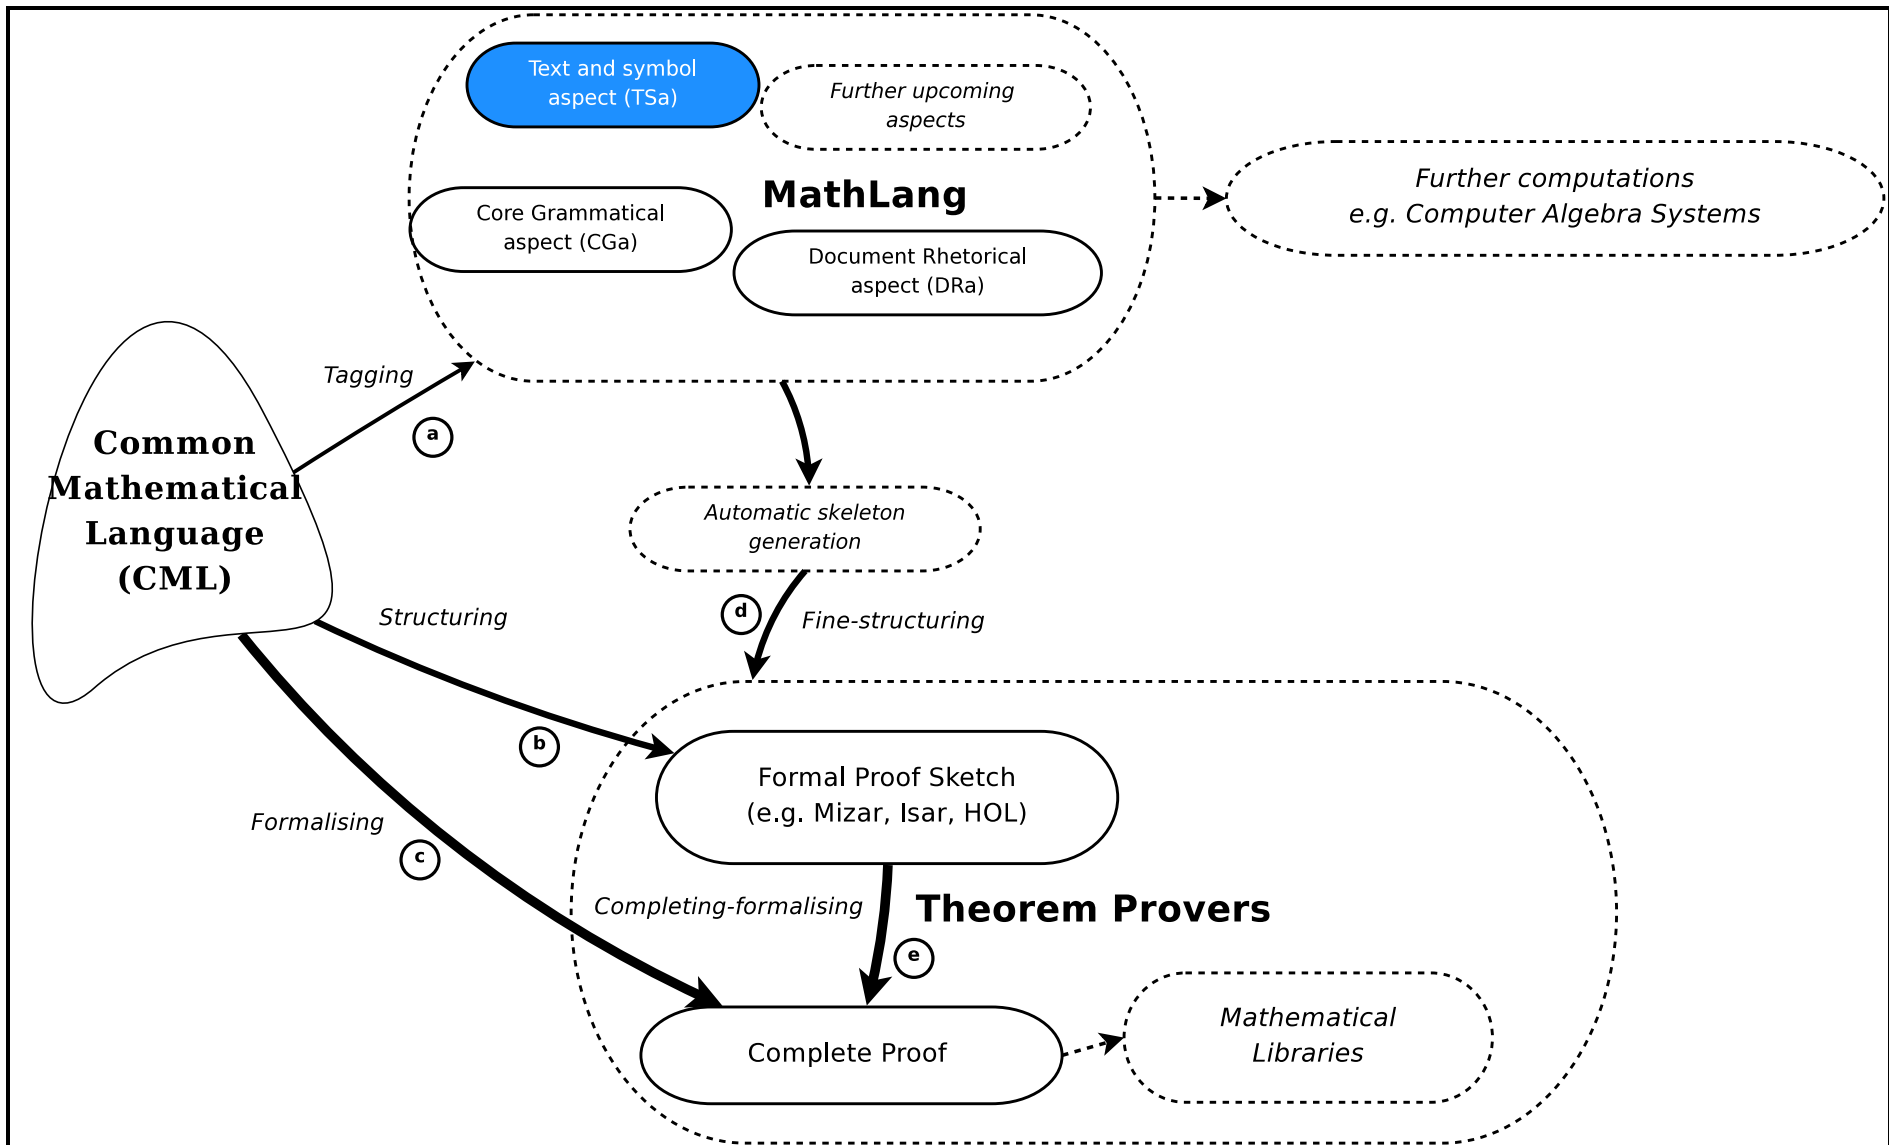 Text and symbol
aspect (TSa)
Further upcoming
aspects
MathLang
Core Grammatical
aspect (CGa)
Document Rhetorical
aspect (DRa)
Further computations
e.g. Computer Algebra Systems
Tagging
a
Common
Mathematical
Language
(CML)
Automatic skeleton
generation
Structuring
d
Fine-structuring
b
Formal Proof Sketch
(e.g. Mizar, Isar, HOL)
Formalising
c
Completing-formalising
Theorem Provers
e
Complete Proof
Mathematical
Libraries